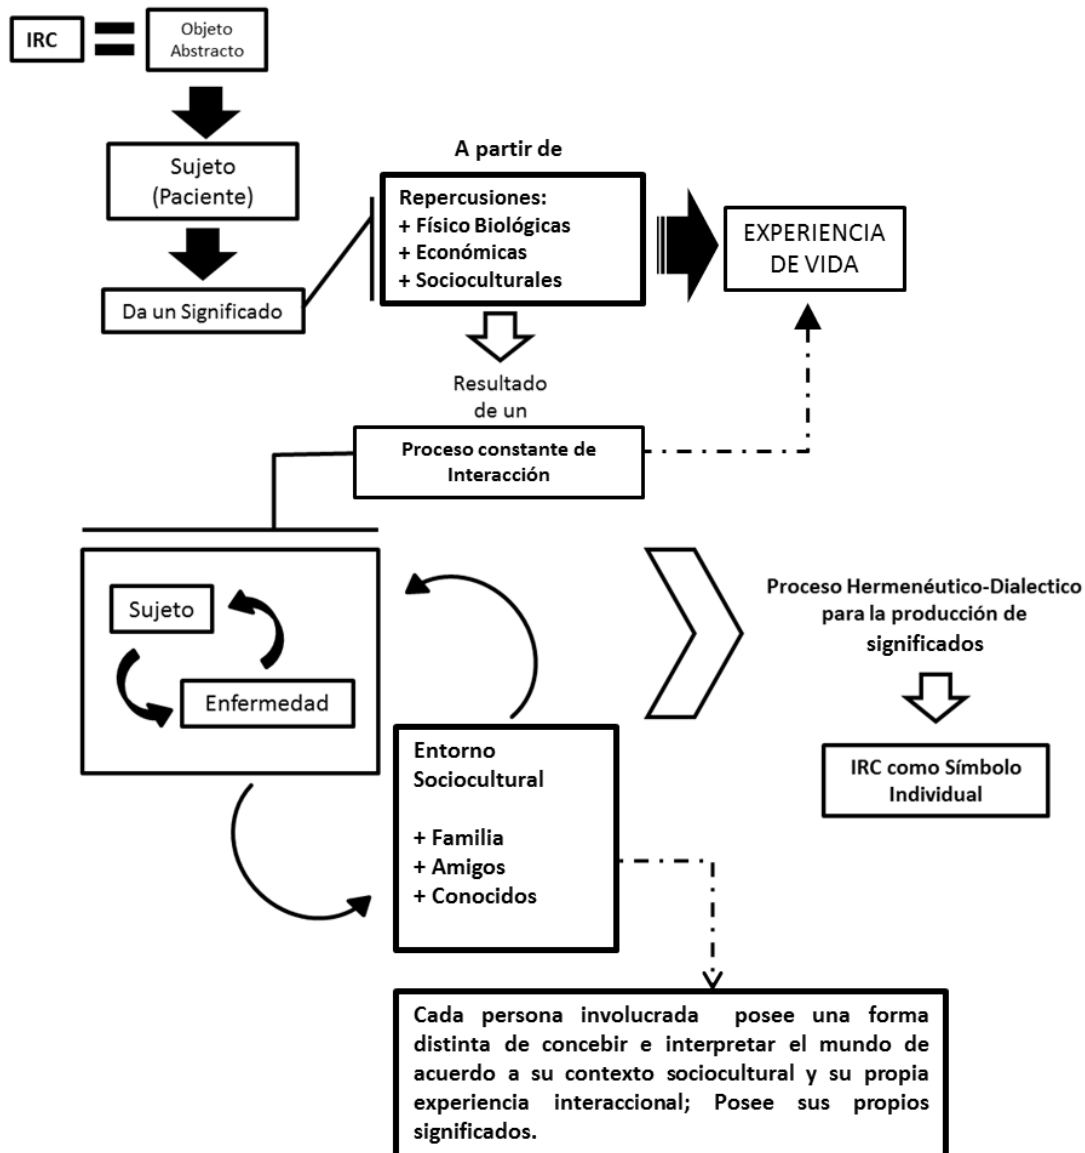 IRC
Objeto
Abstracto
Sujeto
(Paciente)
Da un Significado
A partir de
Repercusiones:
+ Físico Biológicas
+ Económicas
+ Socioculturales
EXPERIENCIA
DE VIDA
Resultado
de un
Proceso constante de
Interacción
Sujeto
Enfermedad
Entorno
Sociocultural
+ Familia
+ Amigos
+ Conocidos
Proceso Hermenéutico-Dialectico
para la producción de
significados
IRC como Símbolo
Individual
Cada persona involucrada posee una forma
distinta de concebir e interpretar el mundo de
acuerdo a su contexto sociocultural y su propia
experiencia interaccional; Posee sus propios
significados.